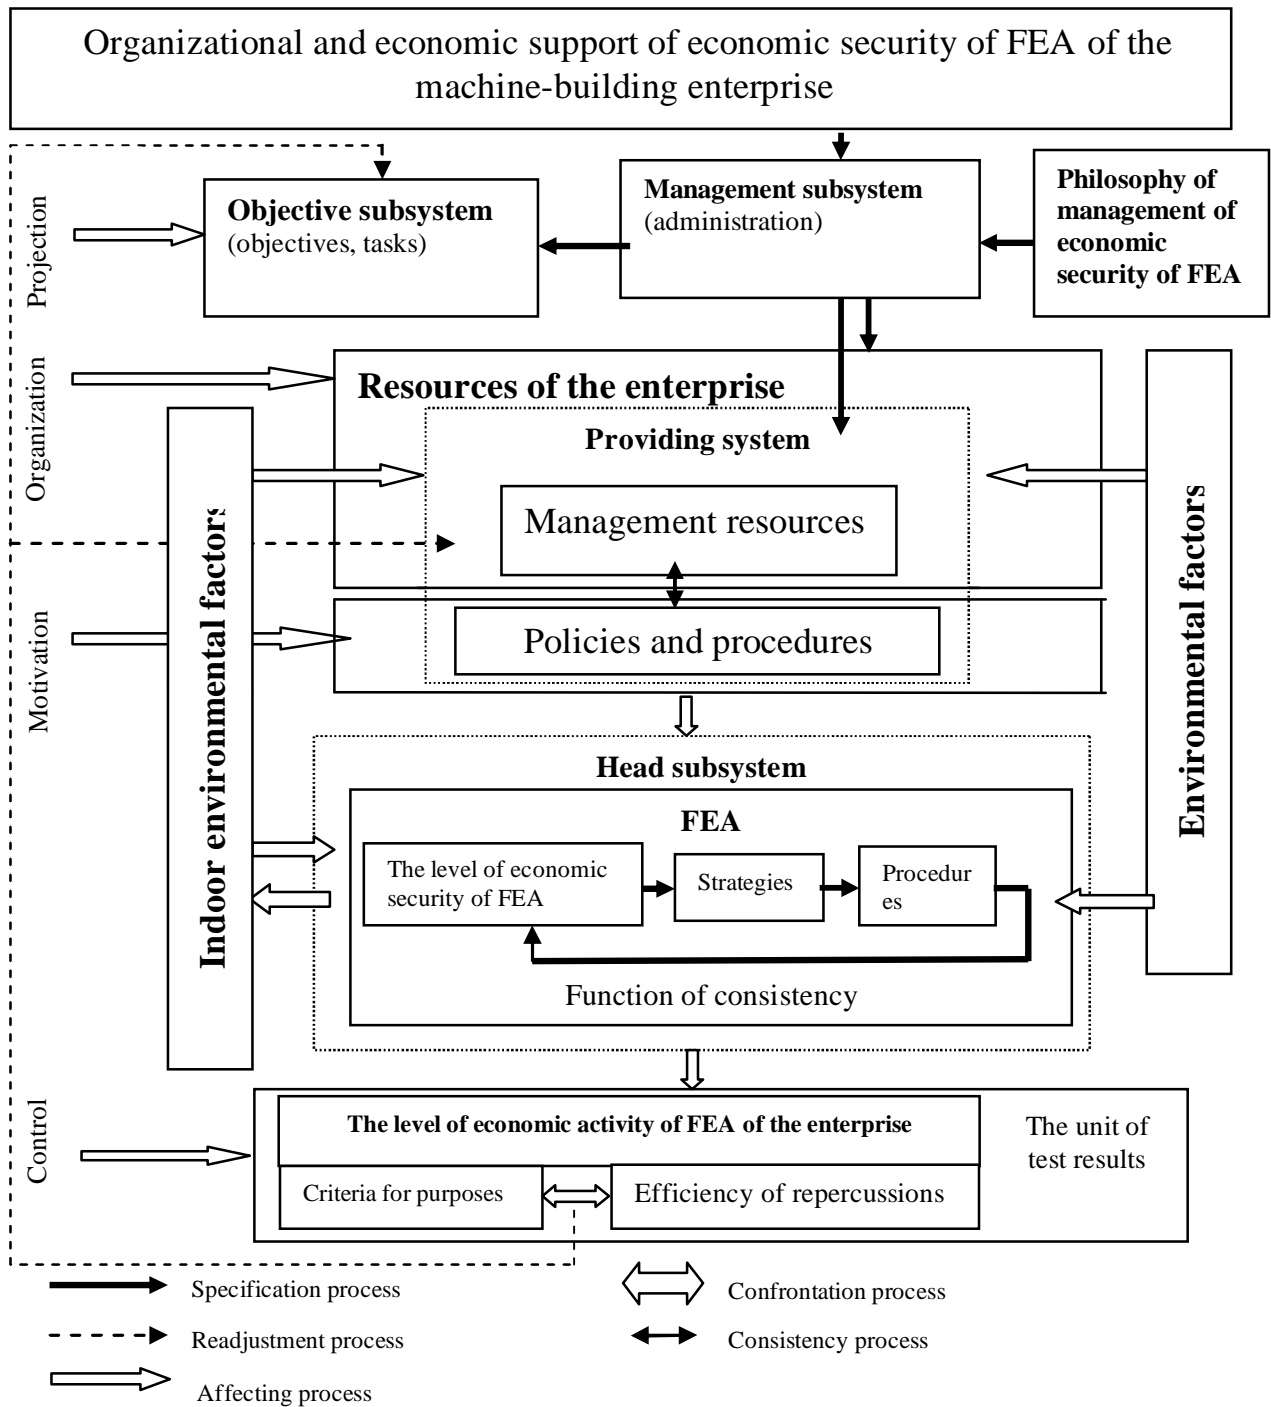 Organizational and economic support of economic security of FEA of the
machine-building enterprise
Projection
Objective subsystem
(objectives, tasks)
Management subsystem
(administration)
Philosophy of
management of
economic
security of FEA
Organization
Resources of the enterprise
Providing system
Management resources
Indoor environmental factors
Environmental factors
Motivation
Policies and procedures
Head subsystem
FEA
The level of economic
security of FEA
Strategies
Procedur
es
Function of consistency
Control
The level of economic activity of FEA of the enterprise
The unit of
test results
Criteria for purposes
Efficiency of repercussions
Specification process
Confrontation process
Readjustment process
Consistency process
Affecting process